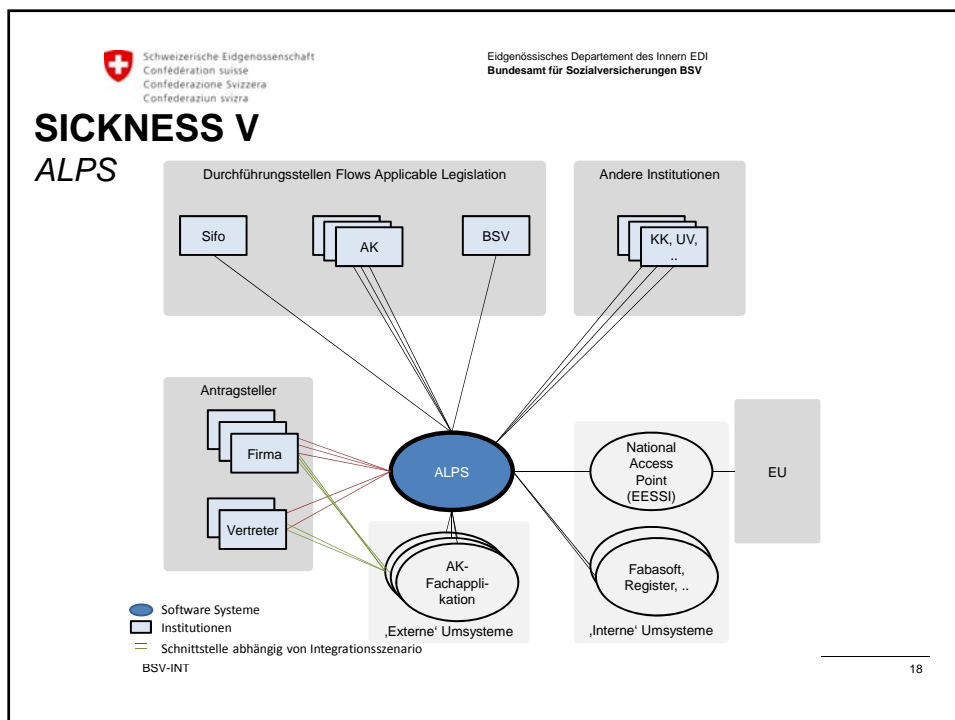 Schweizerische Eidgenossenschaft
Confédération suisse
Confederazione Svizzera
Confederaziun svizra
Eidgenössisches Departement des Innern EDI
Bundesamt für Sozialversicherungen BSV
SICKNESS V
ALPS
Durchführungsstellen Flows Applicable Legislation
Andere Institutionen
Sifo
AK
BSV
KK, UV,
..
Antragsteller
Firma
Vertreter
ALPS
National
Access
Point
(EESSI)
EU
AK-
Fachappli-
kation
Fabasoft,
Register, ..
‚Externe‘ Umsysteme
‚Interne‘ Umsysteme
Software Systeme
Institutionen
Schnittstelle abhängig von Integrationsszenario
BSV-INT
18